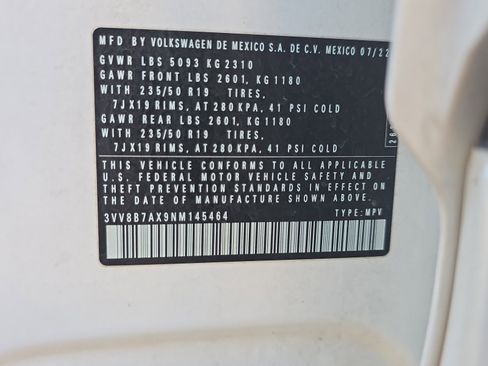 MFD. BY VOLKSWAGEN DE MEXICO S.A. DE C.V. MEXICO 07/22
GVWR LBS 5093 KG 2310
GAWR FRONT LBS 2601, KG 1180
WITH 235/50 R19 TIRES,
7JX19 RIMS, AT 280 KPA, 41 PSI COLD
GAWR REAR LBS 2601, KG 1180
WITH 235/50 R19 TIRES,
7JX19 RIMS, AT 280 KPA, 41 PSI COLD
THIS VEHICLE CONFORMS TO ALL APPLICABLE
U.S. FEDERAL MOTOR VEHICLE SAFETY AND
THEFT PREVENTION STANDARDS IN EFFECT ON
THE DATE OF MANUFACTURE SHOWN ABOVE.
3VV8B7AX9NM145464 TYPE: MPV